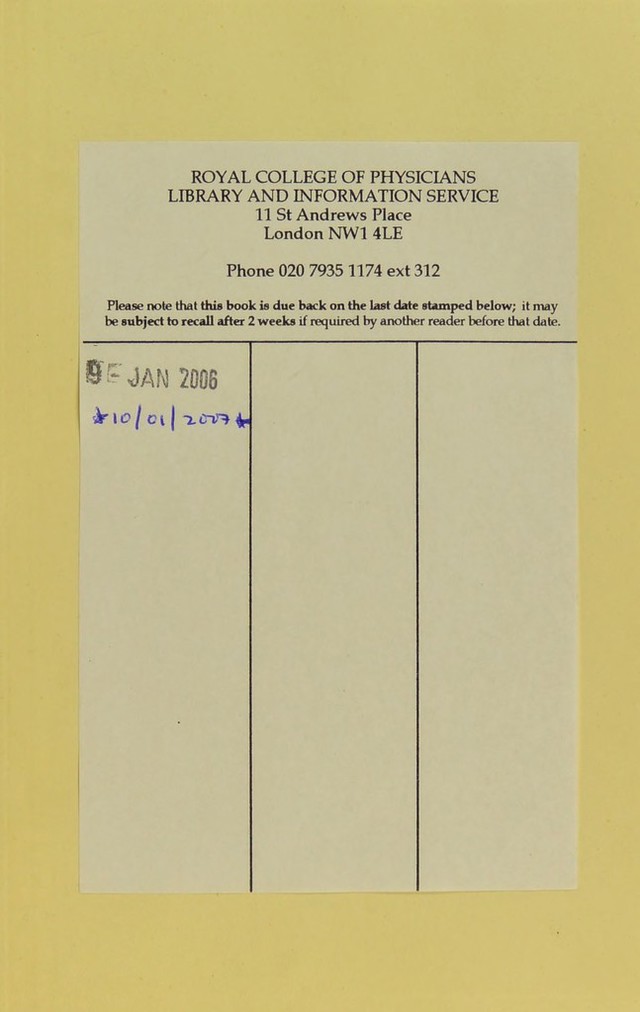 ROYAL COLLEGE OF PHYSICIANS
LIBRARY AND INFORMATION SERVICE
11 St Andrews Place
London NW1 4LE
Phone 020 7935 1174 ext 312
Please note that this book is due back on the last date stamped below; it may
be subject to recall after 2 weeks if required by another reader before that date.
JAN 2006
10/01/2007